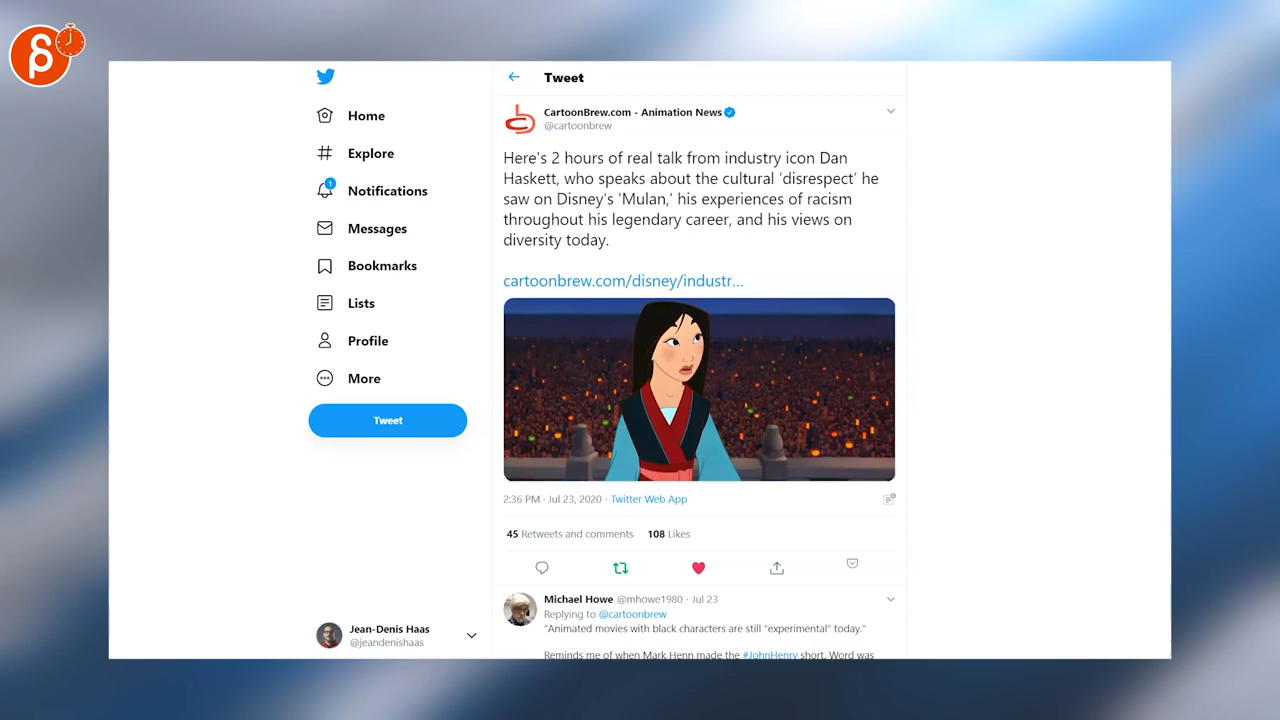 Tweet
Home
Explore
1
Notifications
Messages
Bookmarks
Lists
Profile
More
Tweet
Jean-Denis Haas
@jeandenishaas
CartoonBrew.com - Animation News
@cartoonbrew
Here's 2 hours of real talk from industry icon Dan
Haskett, who speaks about the cultural ‘disrespect’ he
saw on Disney's 'Mulan,' his experiences of racism
throughout his legendary career, and his views on
diversity today.
cartoonbrew.com/disney/industr...
2:36 PM · Jul 23, 2020 · Twitter Web App
45 Retweets and comments 108 Likes
Michael Howe @mhowe1980 · Jul 23
Replying to @cartoonbrew
“Animated movies with black characters are still “experimental” today.”
Reminds me of when Mark Henn made the #JohnHenry short. Word was